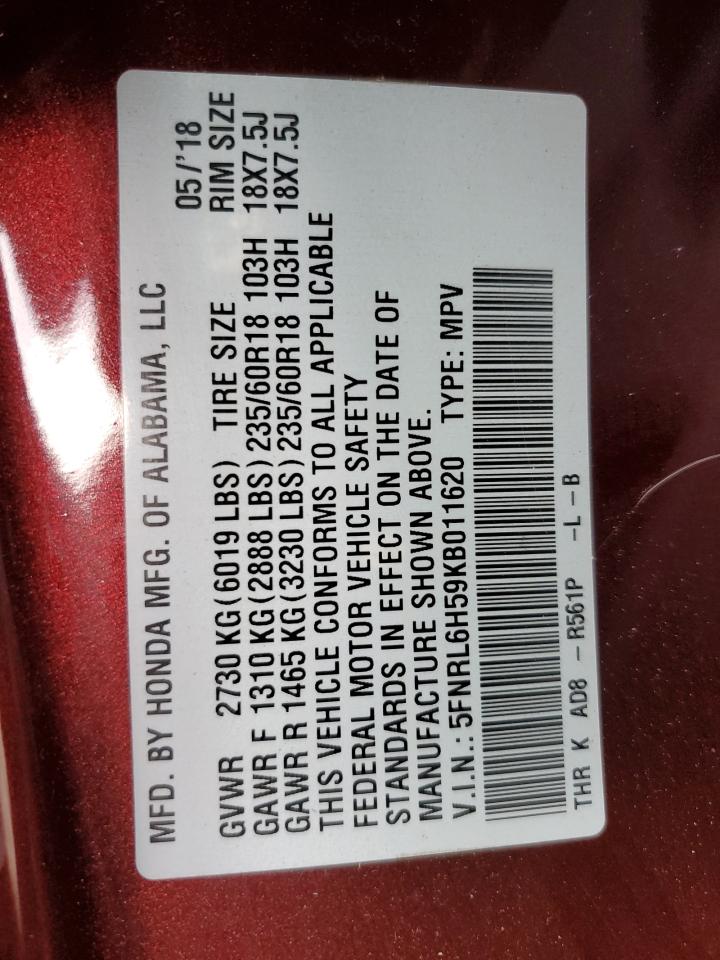 MFD. BY HONDA MFG. OF ALABAMA, LLC
05/'18
GVWR 2730 KG(6019 LBS) TIRE SIZE RIM SIZE
GAWR F 1310 KG(2888 LBS) 235/60R18 103H 18X7.5J
GAWR R 1465 KG(3230 LBS) 235/60R18 103H 18X7.5J
THIS VEHICLE CONFORMS TO ALL APPLICABLE
FEDERAL MOTOR VEHICLE SAFETY
STANDARDS IN EFFECT ON THE DATE OF
MANUFACTURE SHOWN ABOVE.
V.I.N.: 5FNRL6H59KB011620 TYPE: MPV
THR K AD8 - R561P -L-B